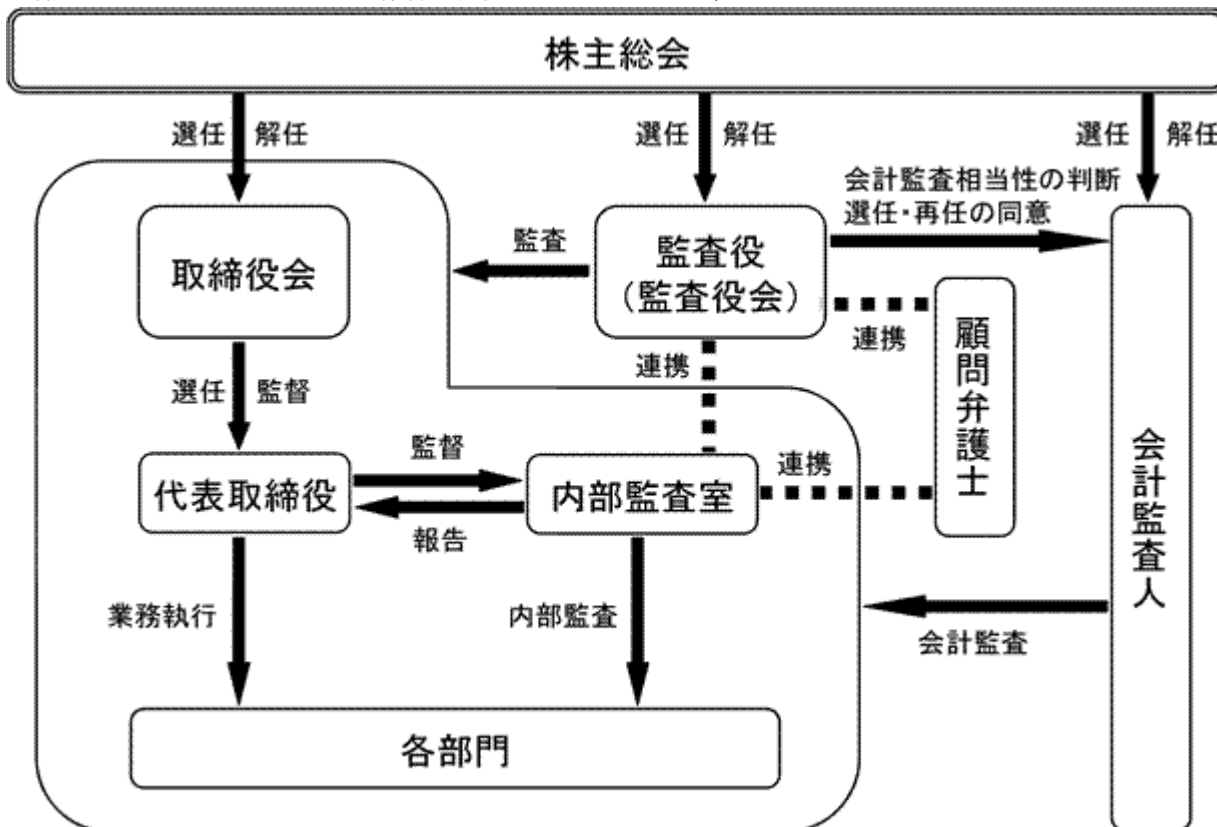 株主総会
選任 解任
選任 解任
選任 解任
会計監査相当性の判断
選任・再任の同意
取締役会
監査
監査役
(監査役会)
連携
連携
顧問弁護士
選任 監督
会計監査人
代表取締役
監督
報告
内部監査室
連携
業務執行
内部監査
会計監査
各部門